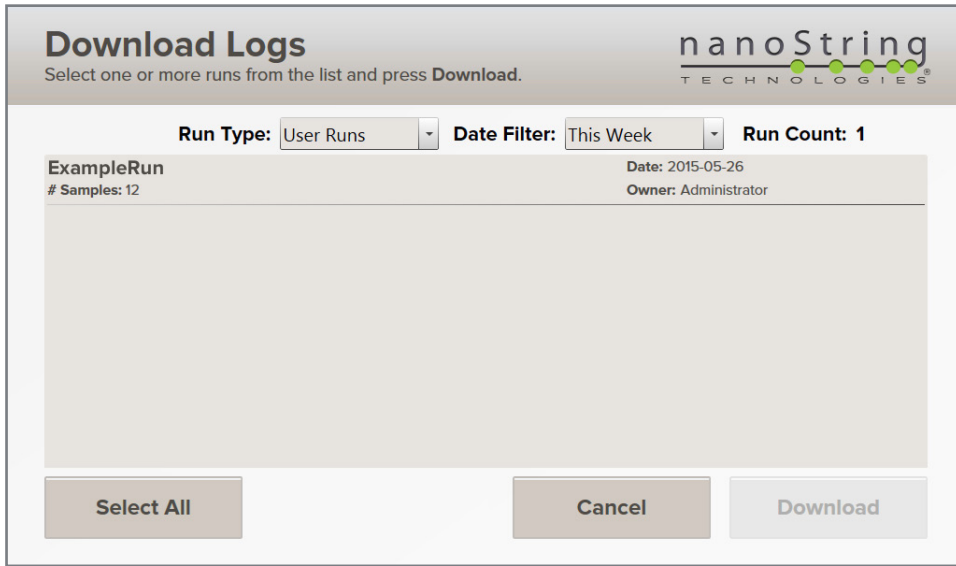 Download Logs
Select one or more runs from the list and press Download.
nanoString
TECHNOLOGIES®
Run Type: User Runs Date Filter: This Week Run Count: 1
ExampleRun Date: 2015-05-26
# Samples: 12 Owner: Administrator
Select All Cancel Download